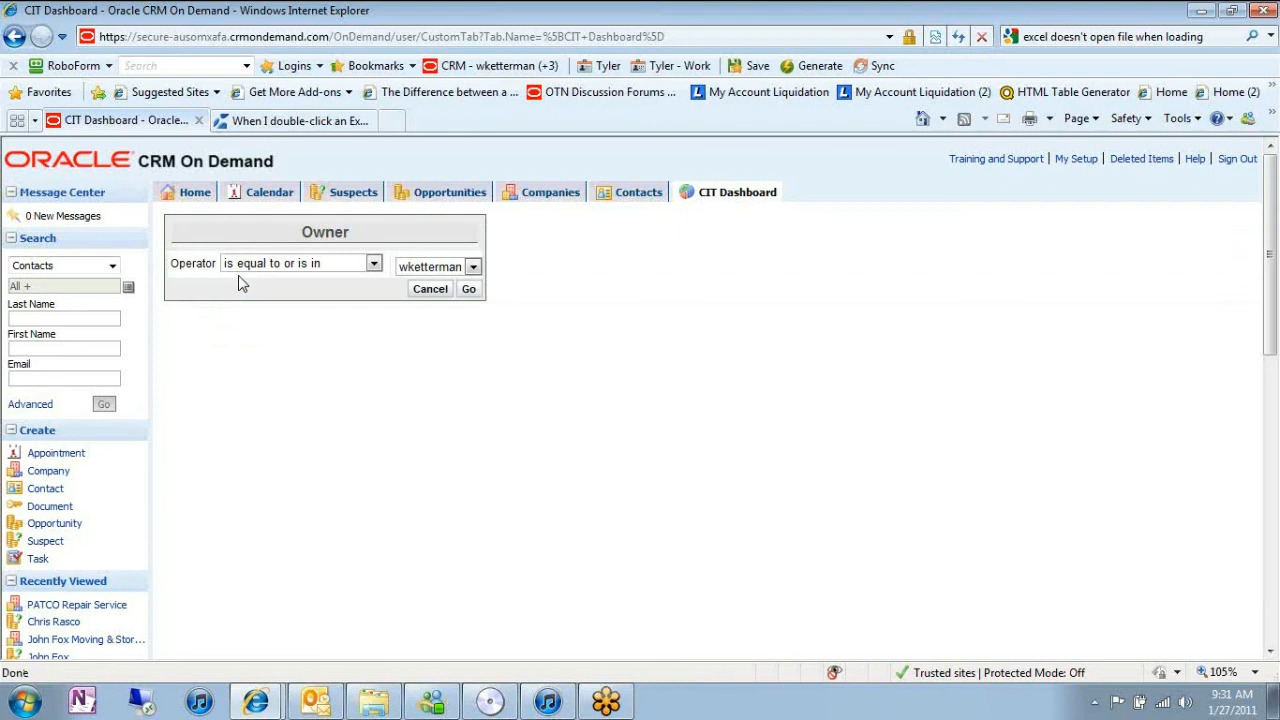 CIT Dashboard - Oracle CRM On Demand - Windows Internet Explorer
https://secure-ausomxafa.crmondemand.com/OnDemand/user/CustomTab?Tab.Name=%5BCIT+Dashboard%5D
excel doesn't open file when loading
x RoboForm Search Logins Bookmarks CRM - wketterman (+3) Tyler Tyler - Work Save Generate Sync
Favorites Suggested Sites Get More Add-ons The Difference between a ... OTN Discussion Forums ... My Account Liquidation My Account Liquidation (2) HTML Table Generator Home Home (2)
CIT Dashboard - Oracle... When I double-click an Ex... Page Safety Tools
ORACLE CRM On Demand
Training and Support | My Setup | Deleted Items | Help | Sign Out
Message Center
Home Calendar Suspects Opportunities Companies Contacts CIT Dashboard
0 New Messages
Search
Owner
Contacts
Operator is equal to or is in wketterman
All +
Cancel Go
Last Name
First Name
Email
Advanced Go
Create
Appointment
Company
Contact
Document
Opportunity
Suspect
Task
Recently Viewed
PATCO Repair Service
Chris Rasco
John Fox Moving & Stor...
John Fox
Done
Trusted sites | Protected Mode: Off
105%
9:31 AM
1/27/2011